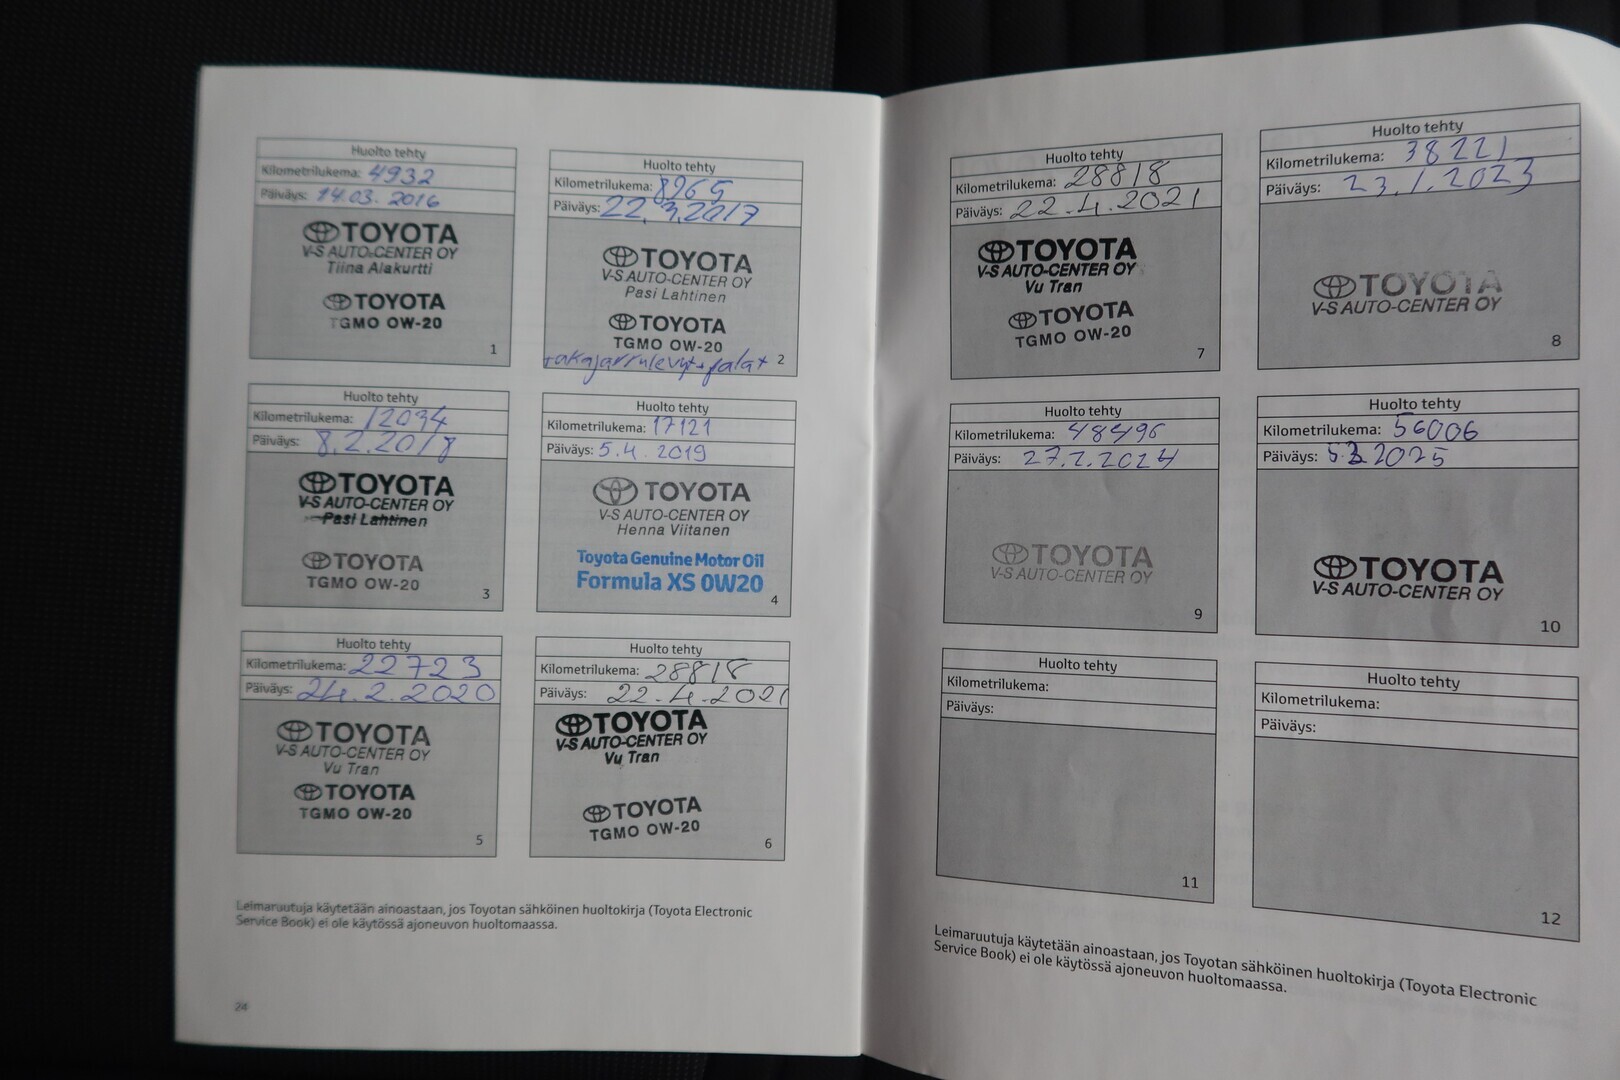 Huolto tehty
Kilometrilukema: 4932
Päiväys: 14.03.2016
TOYOTA
V-S AUTO-CENTER OY
Tiina Alakurtti
TOYOTA
TGMO OW-20
1
Huolto tehty
Kilometrilukema: 8265
Päiväys: 22.3.2017
TOYOTA
V-S AUTO-CENTER OY
Pasi Lahtinen
TOYOTA
TGMO OW-20
takajarrulevyt+palat 2
Huolto tehty
Kilometrilukema: 12034
Päiväys: 8.2.2018
TOYOTA
V-S AUTO-CENTER OY
Pasi Lahtinen
TOYOTA
TGMO OW-20
3
Huolto tehty
Kilometrilukema: 17121
Päiväys: 5.4.2019
TOYOTA
V-S AUTO-CENTER OY
Henna Viitanen
Toyota Genuine Motor Oil
Formula XS 0W20
4
Huolto tehty
Kilometrilukema: 22723
Päiväys: 24.2.2020
TOYOTA
V-S AUTO-CENTER OY
Vu Tran
TOYOTA
TGMO OW-20
5
Huolto tehty
Kilometrilukema: 28818
Päiväys: 22.4.2021
TOYOTA
V-S AUTO-CENTER OY
Vu Tran
TOYOTA
TGMO OW-20
6
Leimaruutuja käytetään ainoastaan, jos Toyotan sähköinen huoltokirja (Toyota Electronic
Service Book) ei ole käytössä ajoneuvon huoltomaassa.
24
Huolto tehty
Kilometrilukema: 28818
Päiväys: 22.4.2021
TOYOTA
V-S AUTO-CENTER OY
Vu Tran
TOYOTA
TGMO OW-20
7
Huolto tehty
Kilometrilukema: 38221
Päiväys: 23.1.2023
TOYOTA
V-S AUTO-CENTER OY
8
Huolto tehty
Kilometrilukema: 48496
Päiväys: 27.2.2024
TOYOTA
V-S AUTO-CENTER OY
9
Huolto tehty
Kilometrilukema: 56006
Päiväys: 5.3.2025
TOYOTA
V-S AUTO-CENTER OY
10
Huolto tehty
Kilometrilukema:
Päiväys:
11
Huolto tehty
Kilometrilukema:
Päiväys:
12
Leimaruutuja käytetään ainoastaan, jos Toyotan sähköinen huoltokirja (Toyota Electronic
Service Book) ei ole käytössä ajoneuvon huoltomaassa.